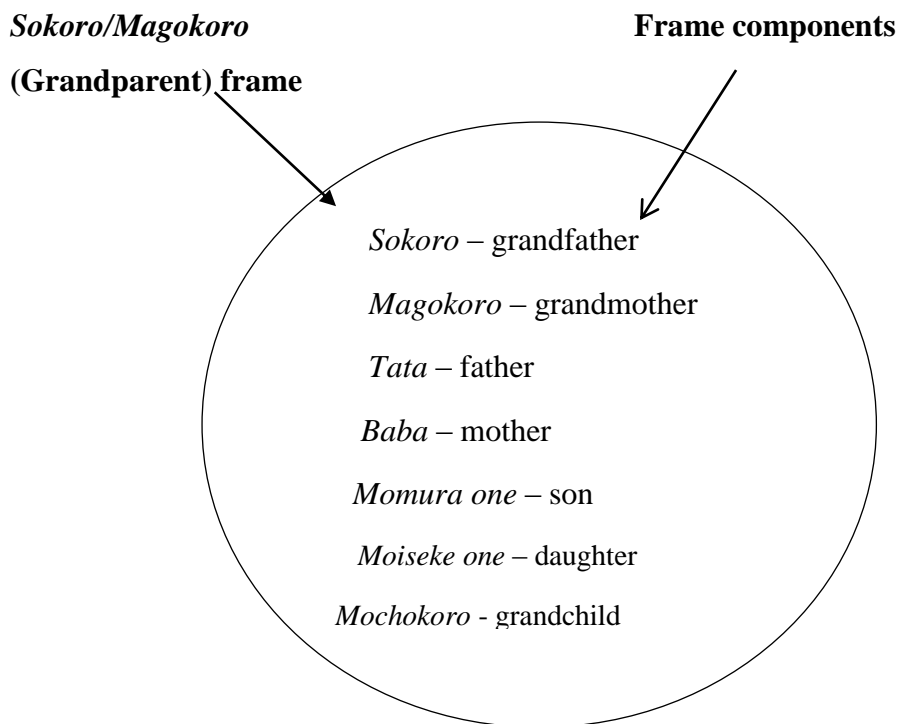 Sokoro/Magokoro
(Grandparent) frame
Frame components
Sokoro – grandfather
Magokoro – grandmother
Tata – father
Baba – mother
Momura one – son
Moiseke one – daughter
Mochokoro - grandchild